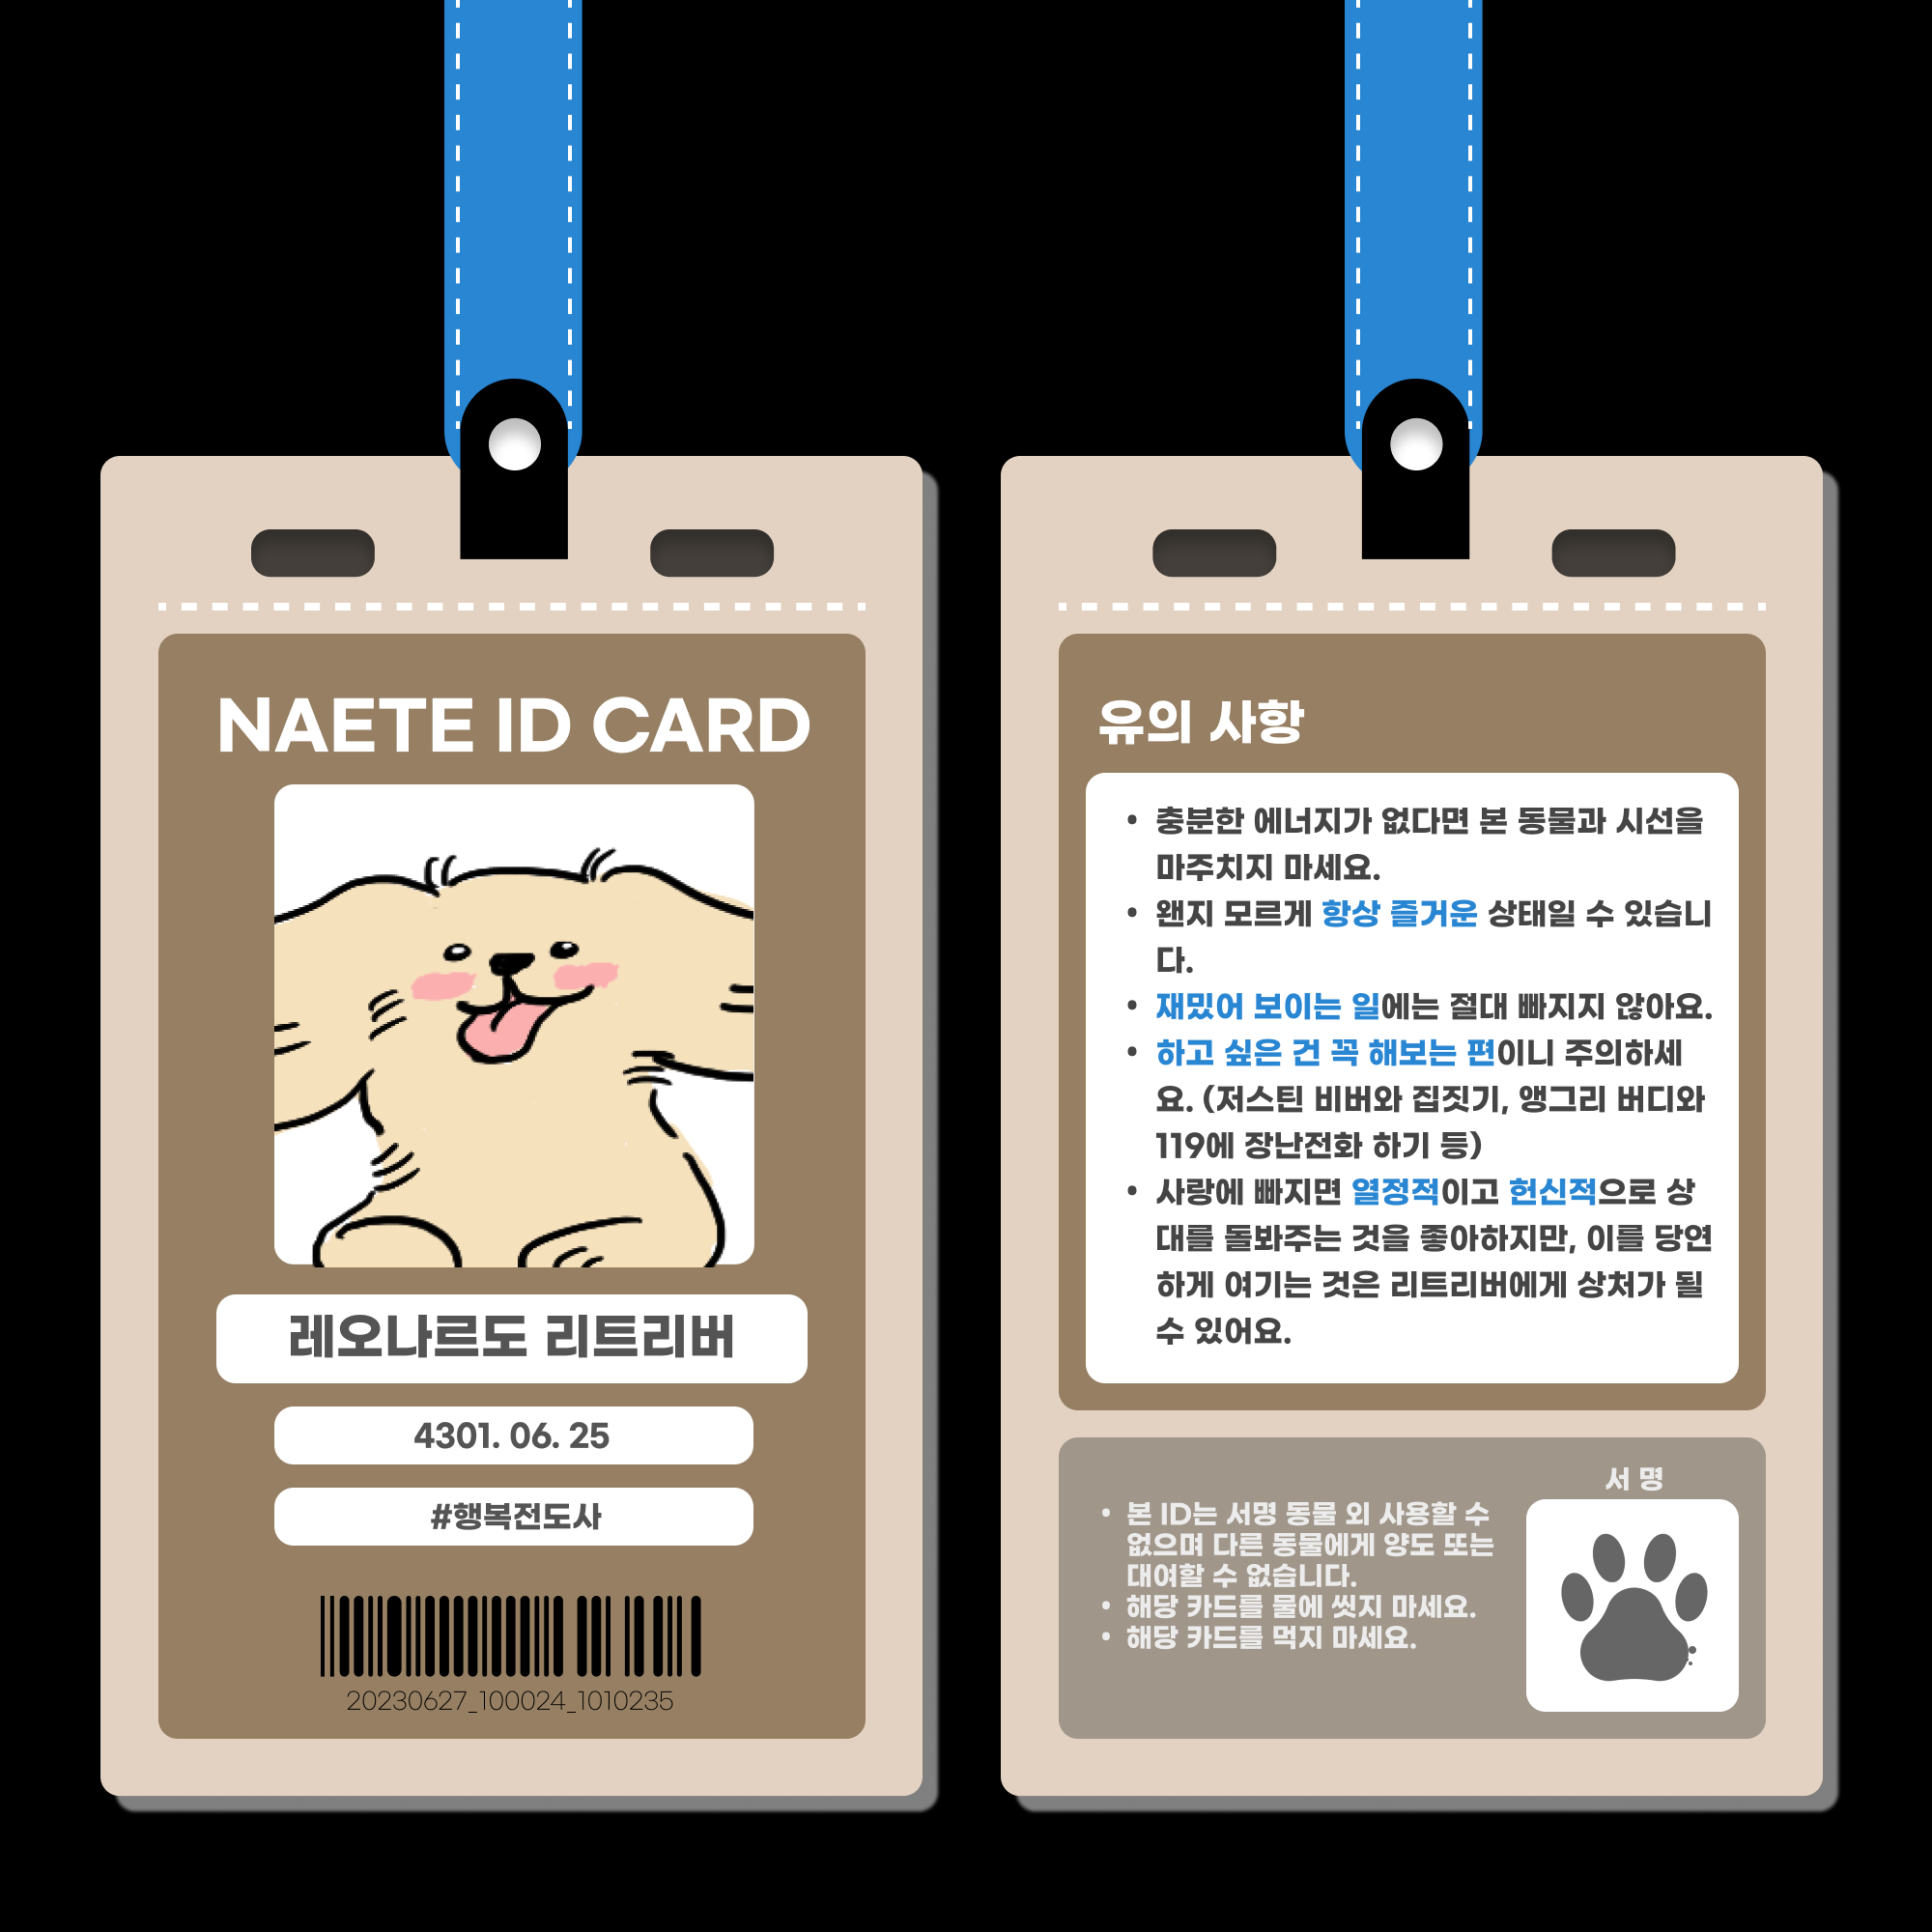 NAETE ID CARD
레오나르도 리트리버
4301. 06. 25
#행복전도사
20230627_100024_1010235
유의 사항
• 충분한 에너지가 없다면 본 동물과 시선을
마주치지 마세요.
• 왠지 모르게 항상 즐거운 상태일 수 있습니
다.
• 재밌어 보이는 일에는 절대 빠지지 않아요.
• 하고 싶은 건 꼭 해보는 편이니 주의하세
요. (저스틴 비버와 집짓기, 앵그리 버디와
119에 장난전화 하기 등)
• 사랑에 빠지면 열정적이고 헌신적으로 상
대를 돌봐주는 것을 좋아하지만, 이를 당연
하게 여기는 것은 리트리버에게 상처가 될
수 있어요.
서 명
• 본 ID는 서명 동물 외 사용할 수
없으며 다른 동물에게 양도 또는
대여할 수 없습니다.
• 해당 카드를 물에 씻지 마세요.
• 해당 카드를 먹지 마세요.